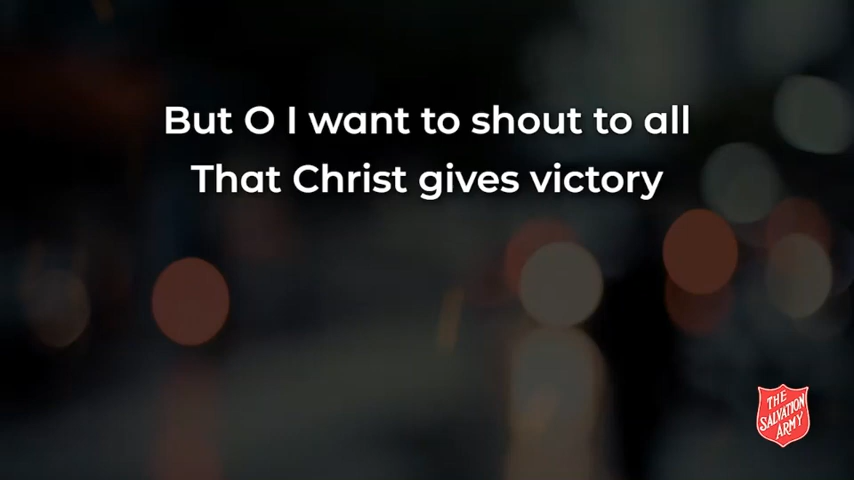 But O I want to shout to all
That Christ gives victory
THE
SALVATION
ARMY